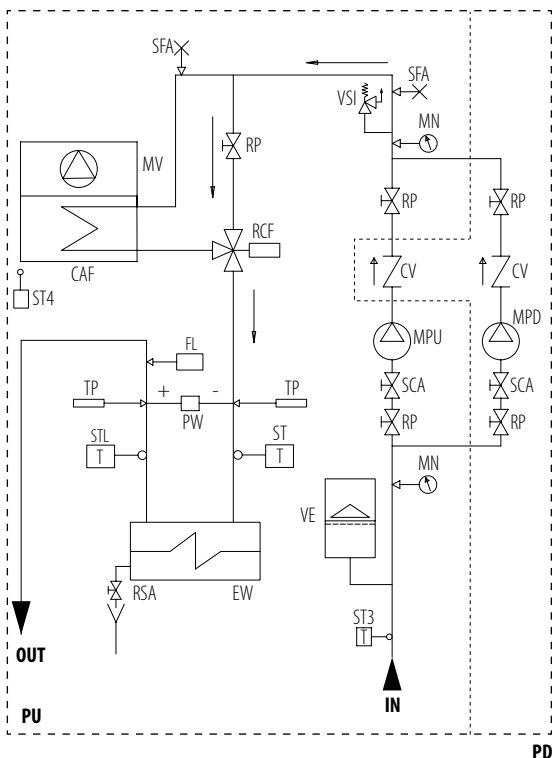 SFA
SFA
VSI
MN
RP
MV
RP
RP
RCF
CAF
CV
CV
ST4
MPU
MPD
FL
TP
+
-
TP
SCA
SCA
PW
RP
RP
STL
T
ST
T
MN
VE
RSA
EW
ST3
T
OUT
IN
PU
PD